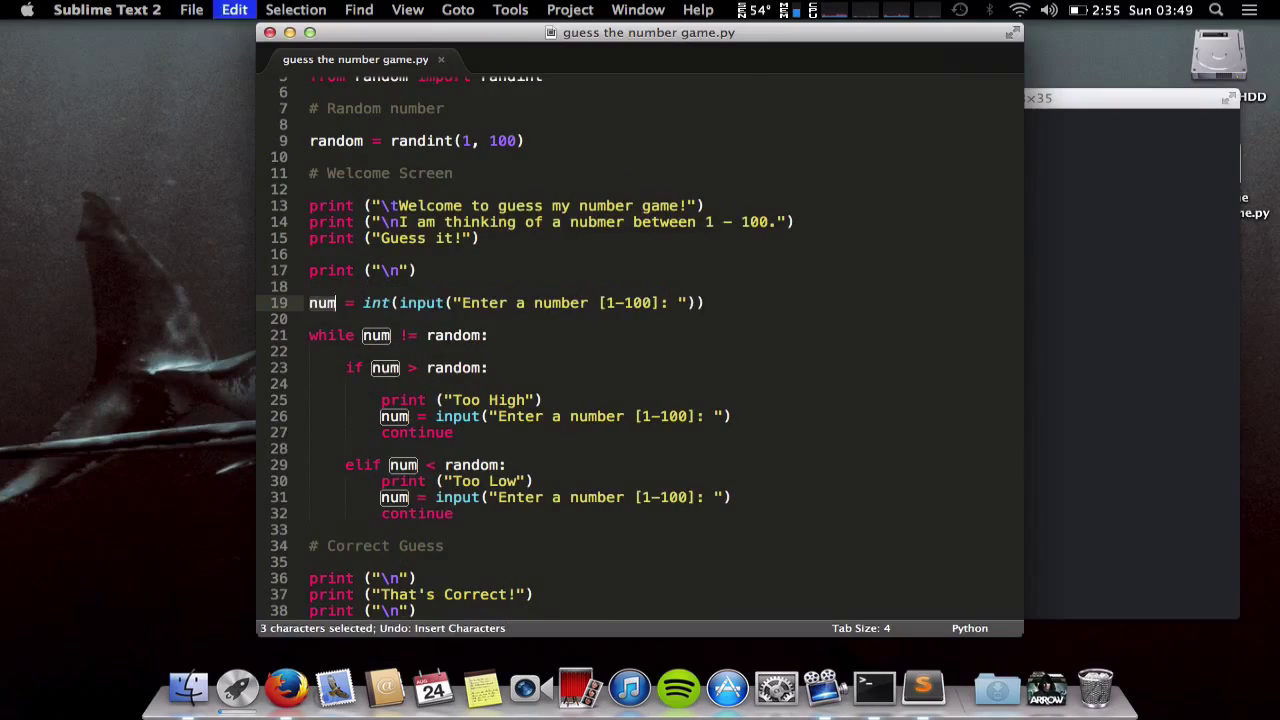 Sublime Text 2 File Edit Selection Find View Goto Tools Project Window Help SEN 54° MEM CPU 2:55 Sun 03:49
guess the number game.py
guess the number game.py ×
×35
HDD
5 from random import randint
6
7 # Random number
8
9 random = randint(1, 100)
10
11 # Welcome Screen
12
13 print ("\tWelcome to guess my number game!")
14 print ("\nI am thinking of a nubmer between 1 - 100.")
15 print ("Guess it!")
16
17 print ("\n")
18
19 num = int(input("Enter a number [1-100]: "))
20
21 while num != random:
22
23 if num > random:
24
25 print ("Too High")
26 num = input("Enter a number [1-100]: ")
27 continue
28
29 elif num < random:
30 print ("Too Low")
31 num = input("Enter a number [1-100]: ")
32 continue
33
34 # Correct Guess
35
36 print ("\n")
37 print ("That's Correct!")
38 print ("\n")
3 characters selected; Undo: Insert Characters Tab Size: 4 Python
AUG
24
ARROW